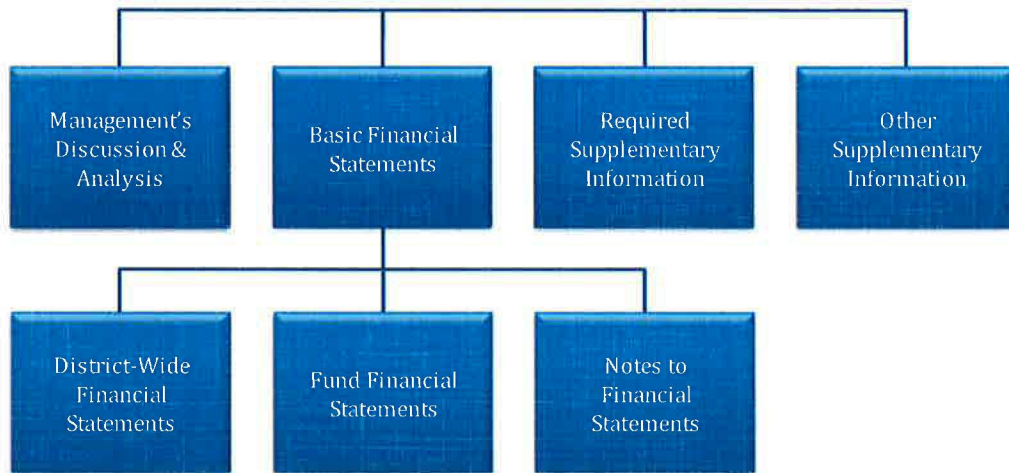 Management's
Discussion &
Analysis
Basic Financial
Statements
Required
Supplementary
Information
Other
Supplementary
Information
District-Wide
Financial
Statements
Fund Financial
Statements
Notes to
Financial
Statements